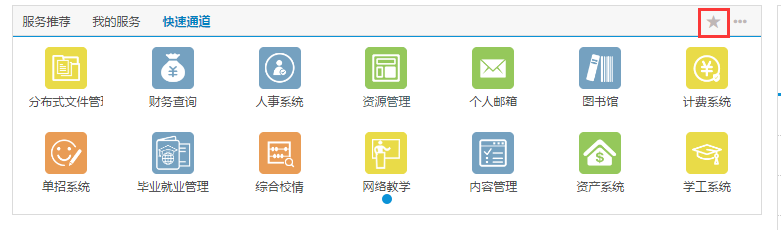 服务推荐 我的服务 快速通道
分布式文件管 财务查询 人事系统 资源管理 个人邮箱 图书馆 计费系统
单招系统 毕业就业管理 综合校情 网络教学 内容管理 资产系统 学工系统